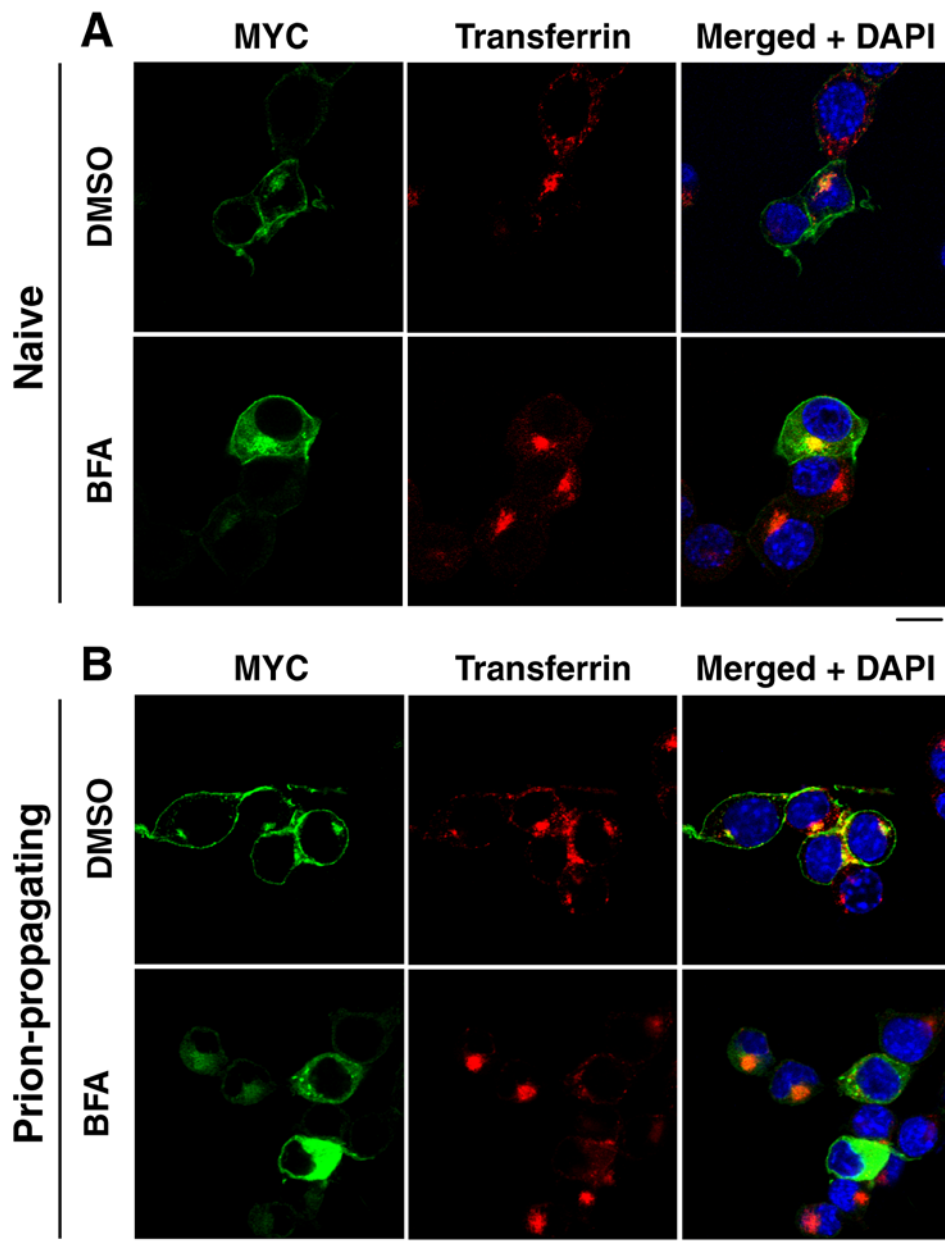 A
MYC Transferrin Merged + DAPI
Naive
DMSO
BFA
B
MYC Transferrin Merged + DAPI
Prion-propagating
DMSO
BFA